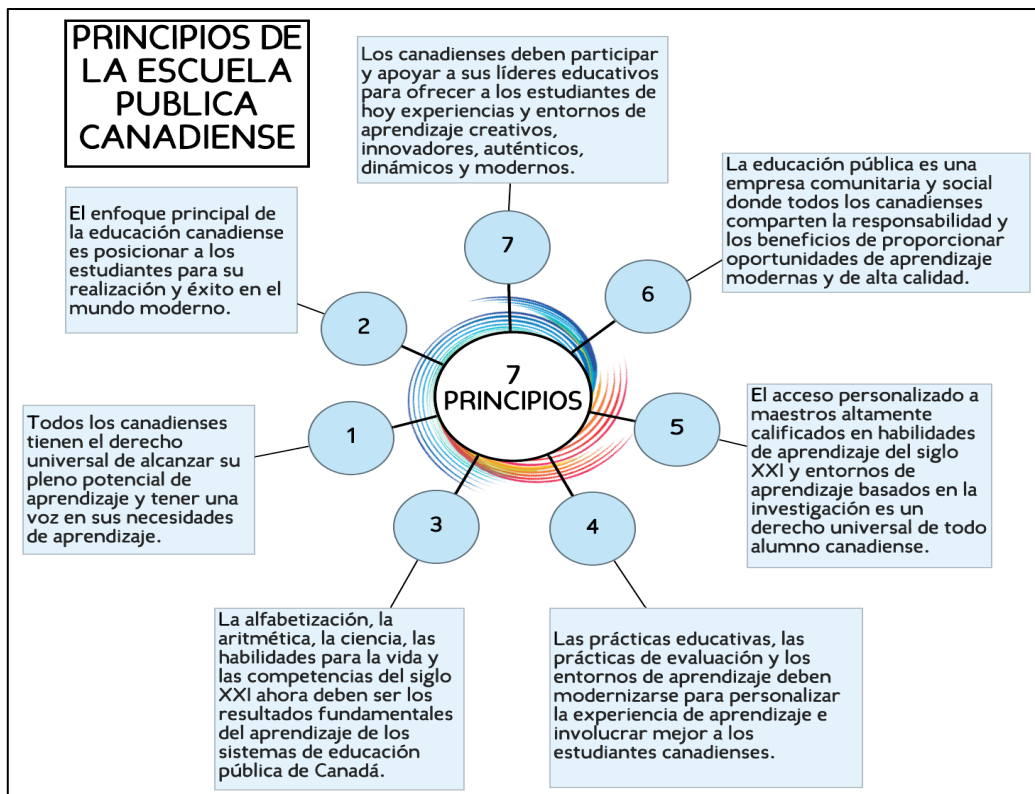 PRINCIPIOS DE
LA ESCUELA
PUBLICA
CANADIENSE
Los canadienses deben participar
y apoyar a sus líderes educativos
para ofrecer a los estudiantes de
hoy experiencias y entornos de
aprendizaje creativos,
innovadores, auténticos,
dinámicos y modernos.
7
La educación pública es una
empresa comunitaria y social
donde todos los canadienses
comparten la responsabilidad y
los beneficios de proporcionar
oportunidades de aprendizaje
modernas y de alta calidad.
6
El enfoque principal de
la educación canadiense
es posicionar a los
estudiantes para su
realización y éxito en el
mundo moderno.
2
7
PRINCIPIOS
Todos los canadienses
tienen el derecho
universal de alcanzar su
pleno potencial
de aprendizaje y tener una
voz en sus necesidades
de aprendizaje.
1
El acceso personalizado a
maestros altamente
calificados en habilidades
de aprendizaje del siglo
XXI y entornos de
aprendizaje basados en la
investigación es un
derecho universal de todo
alumno canadiense.
5
3
La alfabetización, la
aritmética, la ciencia, las
habilidades para la vida y
las competencias del siglo
XXI ahora deben ser los
resultados fundamentales
del aprendizaje de los
sistemas de educación
pública de Canadá.
4
Las prácticas educativas, las
prácticas de evaluación y los
entornos de aprendizaje deben
modernizarse para personalizar
la experiencia de aprendizaje e
involucrar mejor a los
estudiantes canadienses.